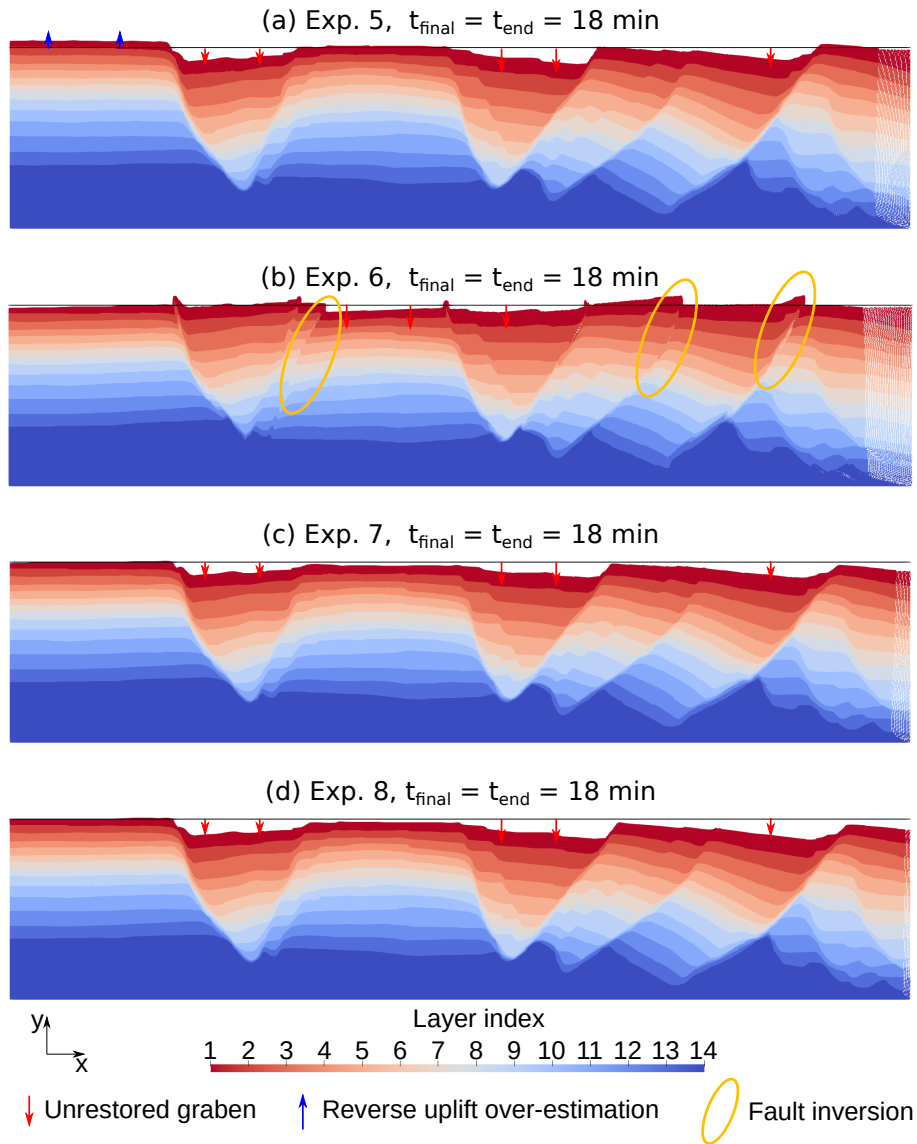 (a) Exp. 5, t_final = t_end = 18 min
(b) Exp. 6, t_final = t_end = 18 min
(c) Exp. 7, t_final = t_end = 18 min
(d) Exp. 8, t_final = t_end = 18 min
y
x
Layer index
1 2 3 4 5 6 7 8 9 10 11 12 13 14
Unrestored graben
Reverse uplift over-estimation
Fault inversion